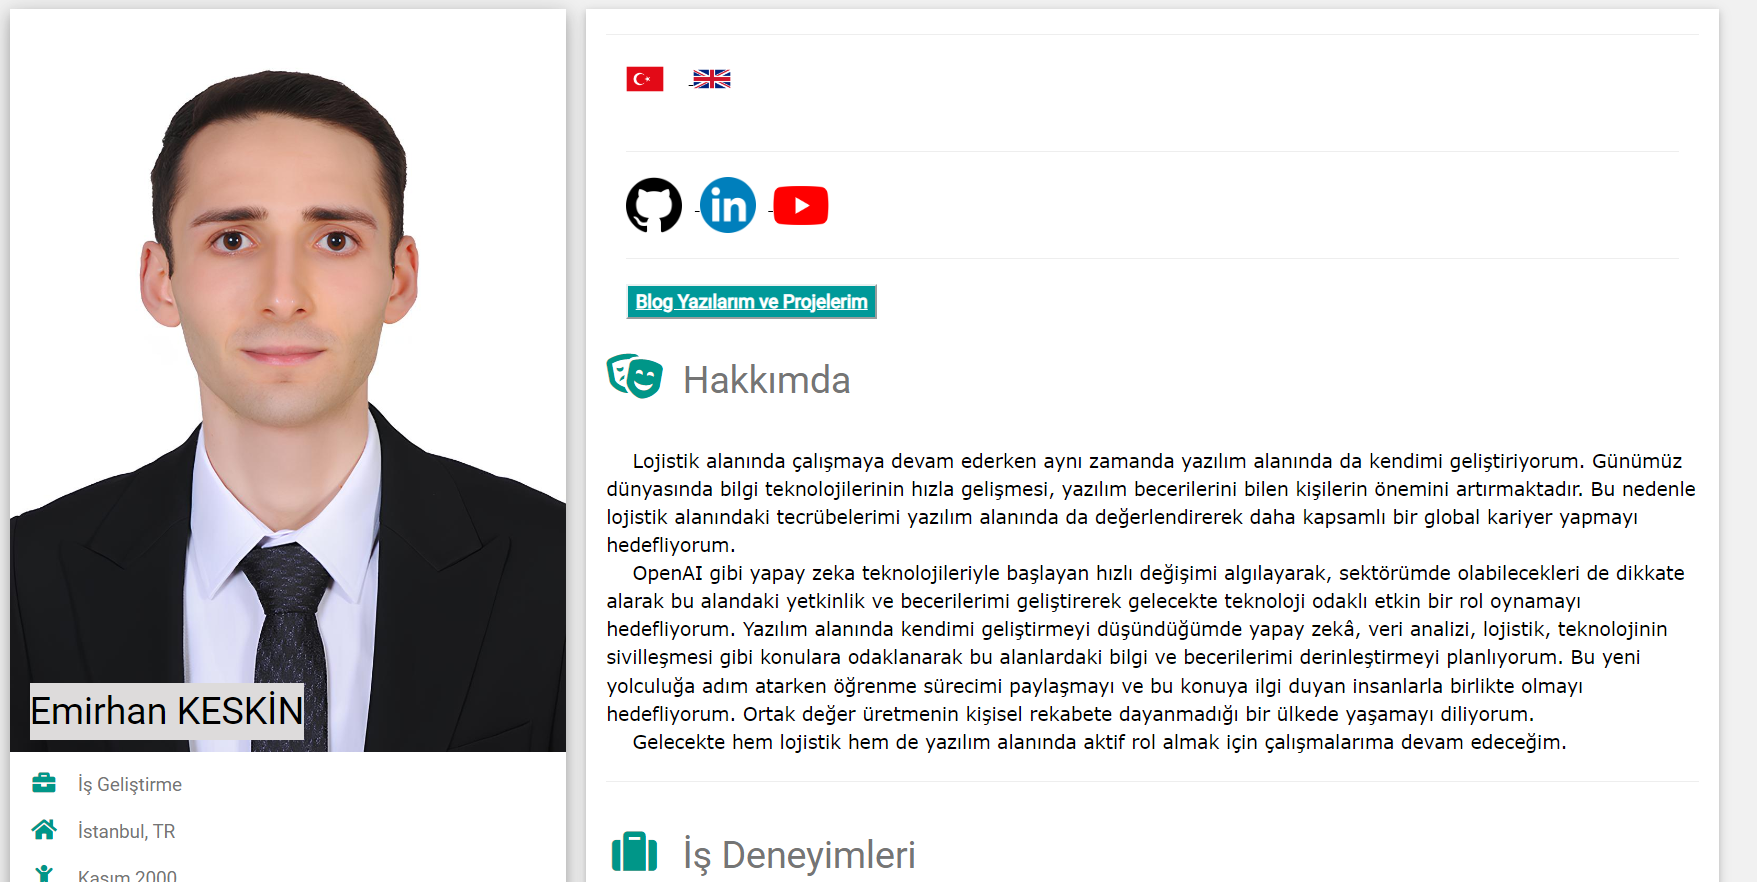 Emirhan KESKİN
İş Geliştirme
İstanbul, TR
Kasım 2000
in
Blog Yazılarım ve Projelerim
Hakkımda
Lojistik alanında çalışmaya devam ederken aynı zamanda yazılım alanında da kendimi geliştiriyorum. Günümüz
dünyasında bilgi teknolojilerinin hızla gelişmesi, yazılım becerilerini bilen kişilerin önemini artırmaktadır. Bu nedenle
lojistik alanındaki tecrübelerimi yazılım alanında da değerlendirerek daha kapsamlı bir global kariyer yapmayı
hedefliyorum.
OpenAI gibi yapay zeka teknolojileriyle başlayan hızlı değişimi algılayarak, sektörümde olabilecekleri de dikkate
alarak bu alandaki yetkinlik ve becerilerimi geliştirerek gelecekte teknoloji odaklı etkin bir rol oynamayı
hedefliyorum. Yazılım alanında kendimi geliştirmeyi düşündüğümde yapay zekâ, veri analizi, lojistik, teknolojinin
sivilleşmesi gibi konulara odaklanarak bu alanlardaki bilgi ve becerilerimi derinleştirmeyi planlıyorum. Bu yeni
yolculuğa adım atarken öğrenme sürecimi paylaşmayı ve bu konuya ilgi duyan insanlarla birlikte olmayı
hedefliyorum. Ortak değer üretmenin kişisel rekabete dayanmadığı bir ülkede yaşamayı diliyorum.
Gelecekte hem lojistik hem de yazılım alanında aktif rol almak için çalışmalarıma devam edeceğim.
İş Deneyimleri